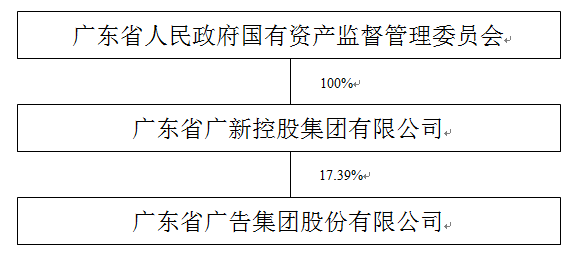 广东省人民政府国有资产监督管理委员会
100%
广东省广新控股集团有限公司
17.39%
广东省广告集团股份有限公司